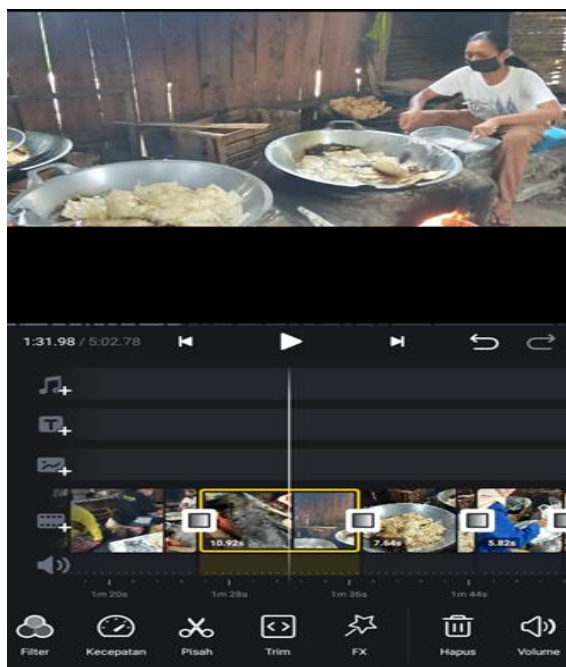 1:31.98 / 5:02.78
T
10.92s 7.64s 5.82s
1m 20s 1m 28s 1m 36s 1m 44s
Filter Kecepatan Pisah Trim FX Hapus Volume